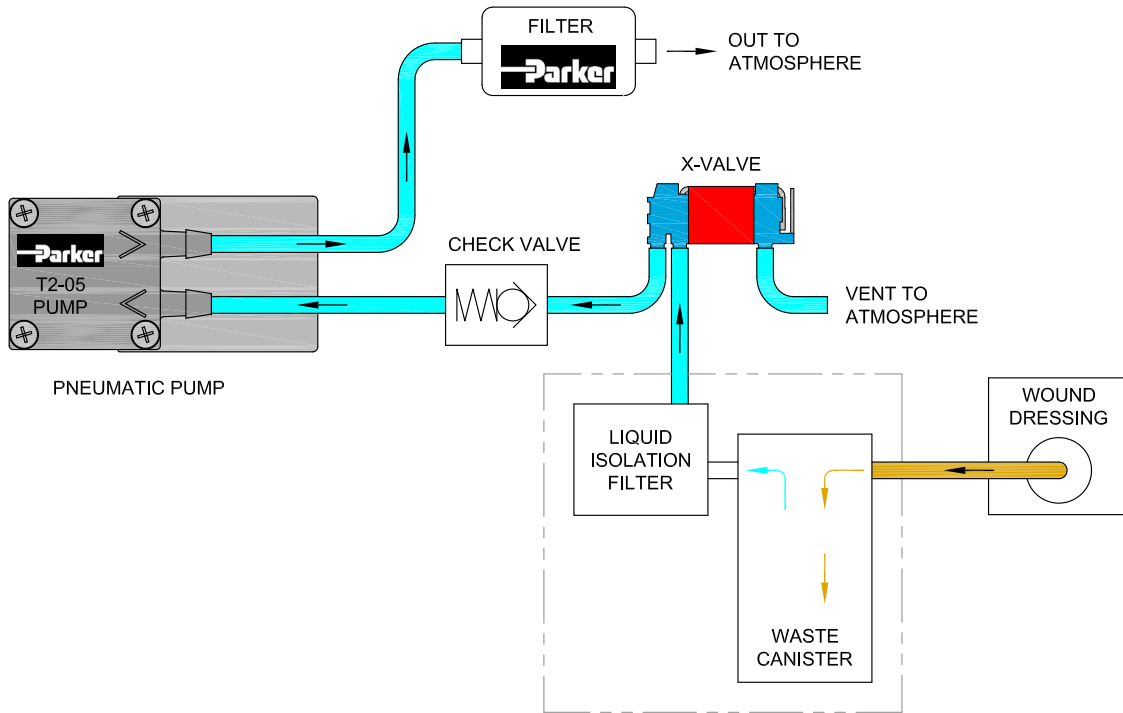 FILTER
Parker
OUT TO
ATMOSPHERE
X-VALVE
Parker
T2-05
PUMP
CHECK VALVE
VENT TO
ATMOSPHERE
PNEUMATIC PUMP
LIQUID
ISOLATION
FILTER
WOUND
DRESSING
WASTE
CANISTER